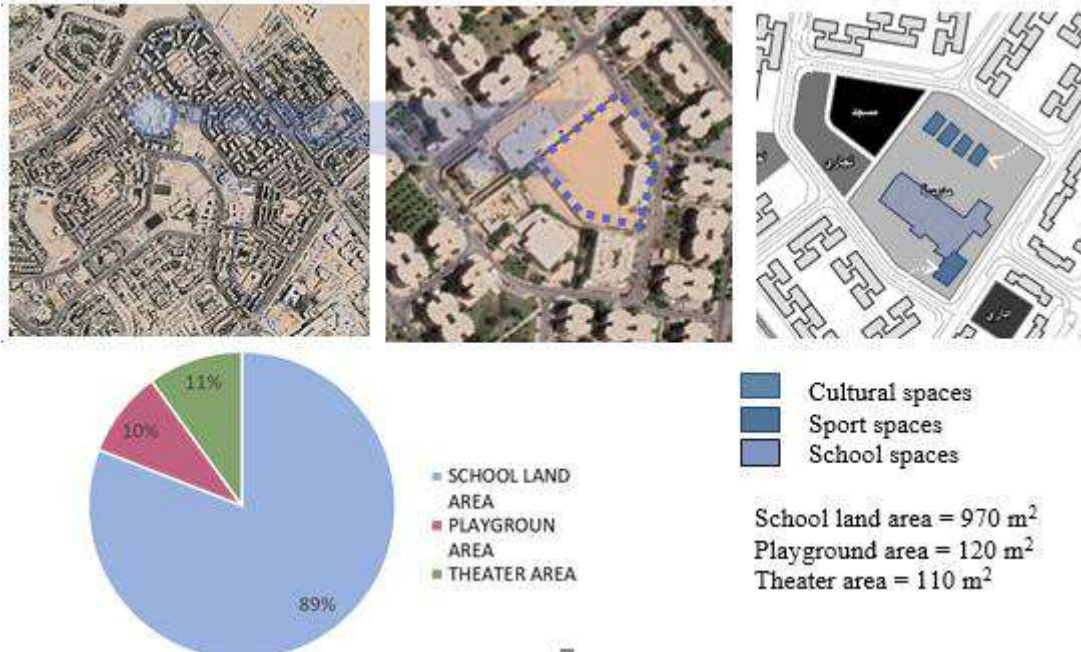 مسجد
تجاري
مدرسة
تجاري
11%
10%
89%
SCHOOL LAND
AREA
PLAYGROUN
AREA
THEATER AREA
Cultural spaces
Sport spaces
School spaces
School land area = 970 m²
Playground area = 120 m²
Theater area = 110 m²